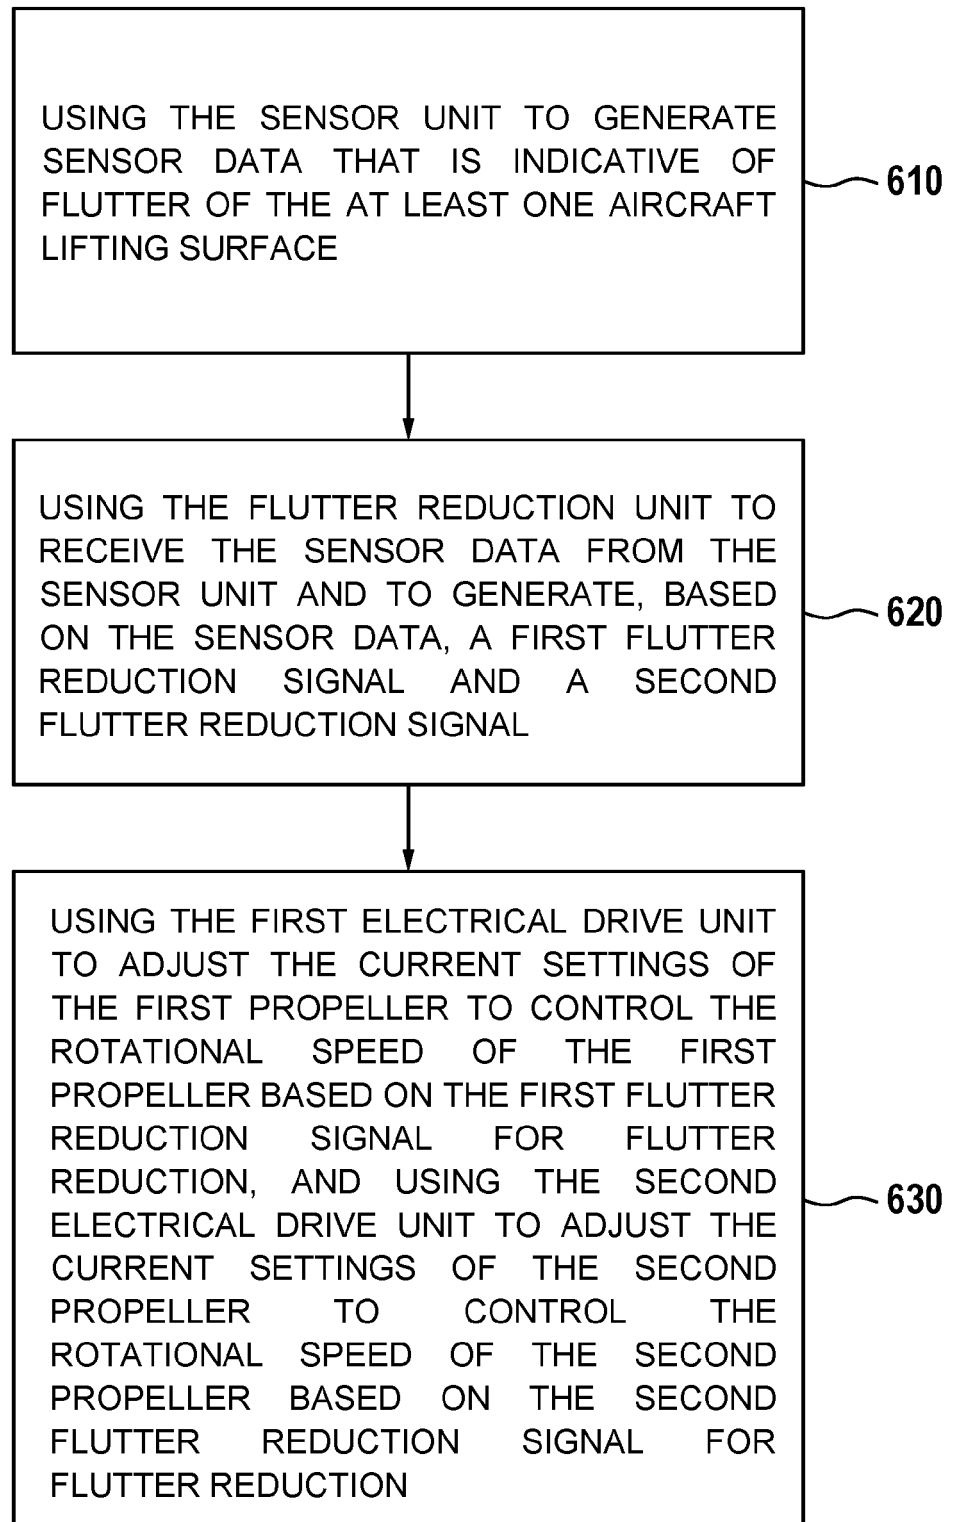 USING THE SENSOR UNIT TO GENERATE
SENSOR DATA THAT IS INDICATIVE OF
FLUTTER OF THE AT LEAST ONE AIRCRAFT
LIFTING SURFACE
610
USING THE FLUTTER REDUCTION UNIT TO
RECEIVE THE SENSOR DATA FROM THE
SENSOR UNIT AND TO GENERATE, BASED
ON THE SENSOR DATA, A FIRST FLUTTER
REDUCTION SIGNAL AND A SECOND
FLUTTER REDUCTION SIGNAL
620
USING THE FIRST ELECTRICAL DRIVE UNIT
TO ADJUST THE CURRENT SETTINGS OF
THE FIRST PROPELLER TO CONTROL THE
ROTATIONAL SPEED OF THE FIRST
PROPELLER BASED ON THE FIRST FLUTTER
REDUCTION SIGNAL FOR FLUTTER
REDUCTION, AND USING THE SECOND
ELECTRICAL DRIVE UNIT TO ADJUST THE
CURRENT SETTINGS OF THE SECOND
PROPELLER TO CONTROL THE
ROTATIONAL SPEED OF THE SECOND
PROPELLER BASED ON THE SECOND
FLUTTER REDUCTION SIGNAL FOR
FLUTTER REDUCTION
630